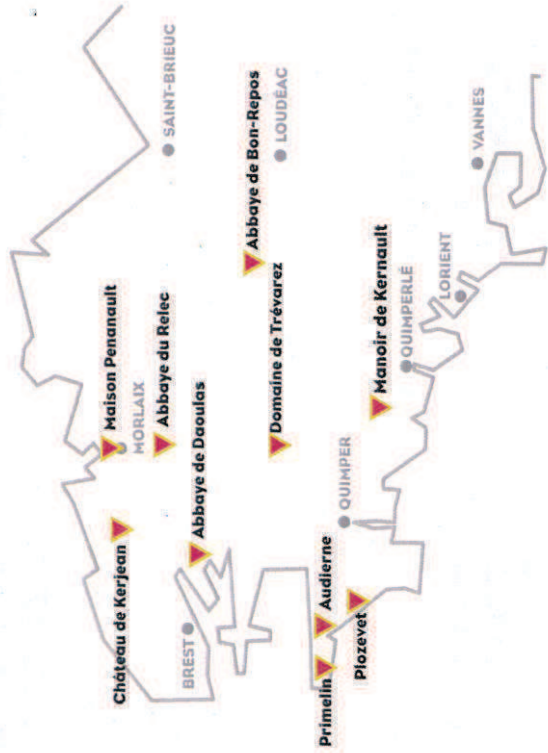 SAINT-BRIEUC
Maison Penanault
MORLAIX
Château de Kerjean
Abbaye du Relec
Abbaye de Daoulas
BREST
Abbaye de Bon-Repos
LOUDÉAC
Domaine de Trévarez
Primelin
Audierne
Plozevet
QUIMPER
Manoir de Kernault
QUIMPERLÉ
LORIENT
VANNES